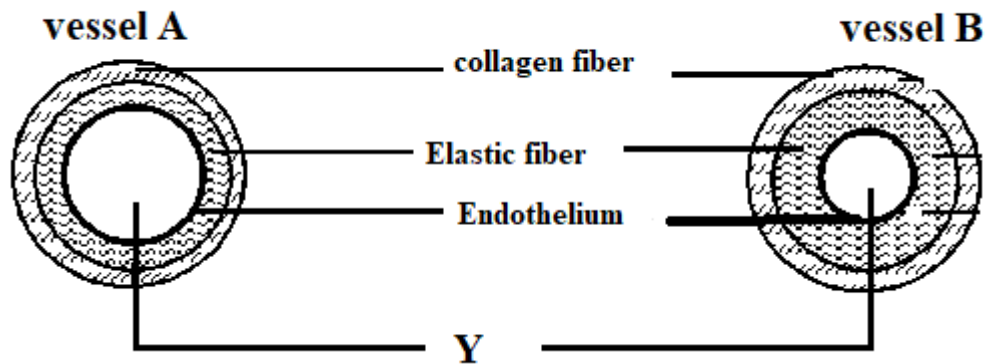 vessel A
vessel B
collagen fiber
Elastic fiber
Endothelium
Y